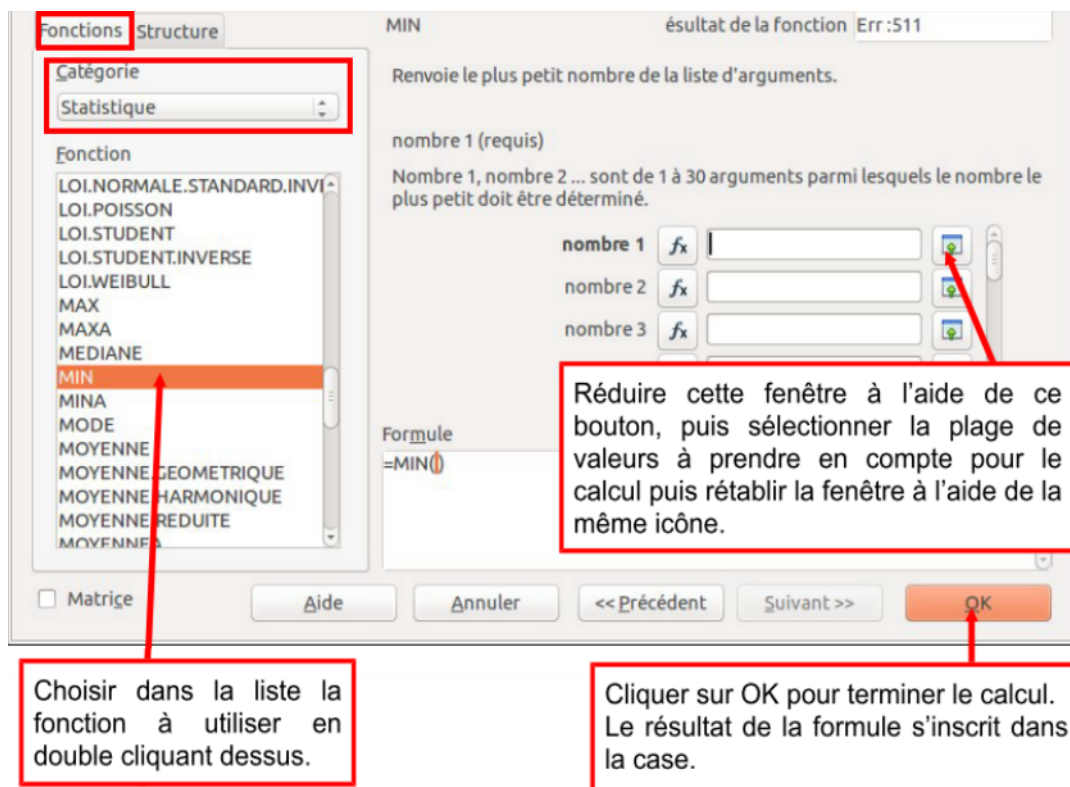 Fonctions Structure
MIN
ésultat de la fonction Err :511
Catégorie
Statistique
Fonction
LOI.NORMALE.STANDARD.INVE
LOI.POISSON
LOI.STUDENT
LOI.STUDENT.INVERSE
LOI.WEIBULL
MAX
MAXA
MEDIANE
MIN
MINA
MODE
MOYENNE
MOYENNE.GEOMETRIQUE
MOYENNE.HARMONIQUE
MOYENNE.REDUITE
MOYENNEA
Renvoie le plus petit nombre de la liste d'arguments.
nombre 1 (requis)
Nombre 1, nombre 2 ... sont de 1 à 30 arguments parmi lesquels le nombre le
plus petit doit être déterminé.
nombre 1 fx
nombre 2 fx
nombre 3 fx
Réduire cette fenêtre à l’aide de ce
bouton, puis sélectionner la plage de
valeurs à prendre en compte pour le
calcul puis rétablir la fenêtre à l’aide de la
même icône.
Formule
=MIN()
Matrice
Aide
Annuler
<< Précédent
Suivant >>
OK
Choisir dans la liste la
fonction à utiliser en
double cliquant dessus.
Cliquer sur OK pour terminer le calcul.
Le résultat de la formule s’inscrit dans
la case.